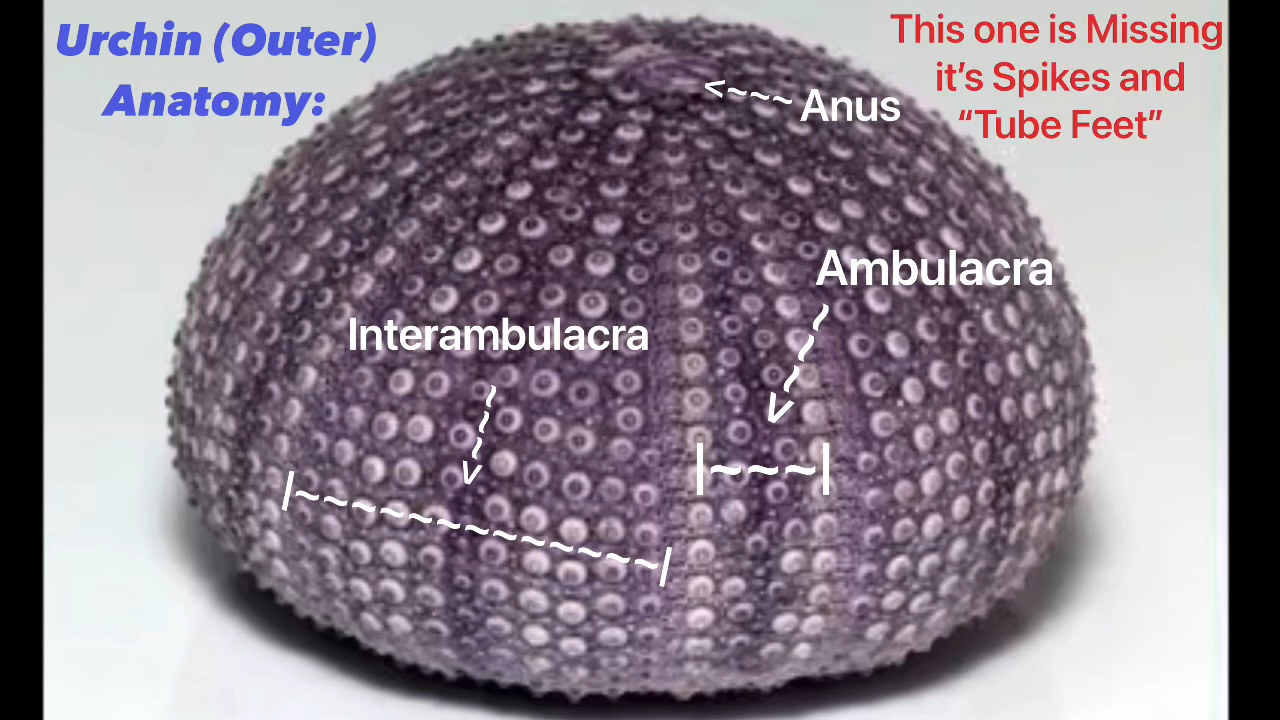 Urchin (Outer)
Anatomy:
This one is Missing
it’s Spikes and
“Tube Feet”
Anus
Ambulacra
Interambulacra